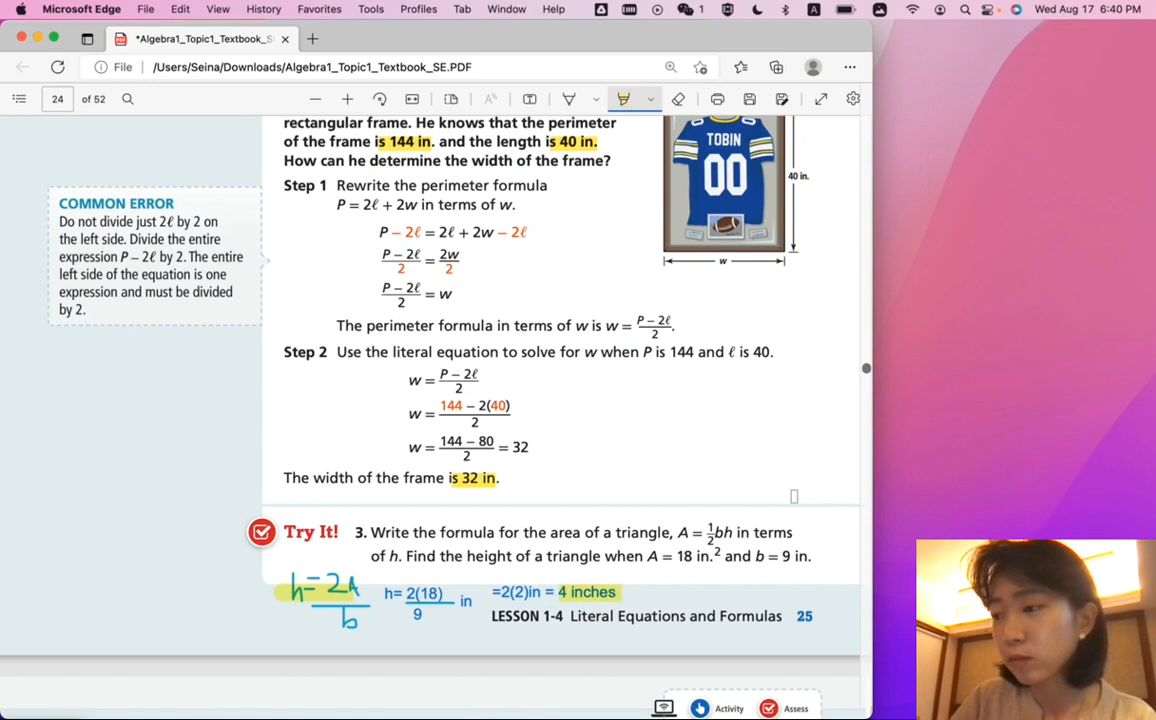 Microsoft Edge File Edit View History Favorites Tools Profiles Tab Window Help 1 A Wed Aug 17 6:40 PM
*Algebra1_Topic1_Textbook_S
File /Users/Seina/Downloads/Algebra1_Topic1_Textbook_SE.PDF
24 of 52
rectangular frame. He knows that the perimeter
of the frame is 144 in. and the length is 40 in.
How can he determine the width of the frame?
TOBIN
00
40 in.
w
Step 1 Rewrite the perimeter formula
P = 2ℓ + 2w in terms of w.
P − 2ℓ = 2ℓ + 2w − 2ℓ
P − 2ℓ / 2 = 2w / 2
P − 2ℓ / 2 = w
COMMON ERROR
Do not divide just 2ℓ by 2 on
the left side. Divide the entire
expression P − 2ℓ by 2. The entire
left side of the equation is one
expression and must be divided
by 2.
The perimeter formula in terms of w is w = P − 2ℓ / 2.
Step 2 Use the literal equation to solve for w when P is 144 and ℓ is 40.
w = P − 2ℓ / 2
w = 144 − 2(40) / 2
w = 144 − 80 / 2 = 32
The width of the frame is 32 in.
Try It! 3. Write the formula for the area of a triangle, A = ½bh in terms
of h. Find the height of a triangle when A = 18 in.² and b = 9 in.
h = 2A / b h= 2(18) / 9 in =2(2)in = 4 inches
LESSON 1-4 Literal Equations and Formulas 25
Activity Assess